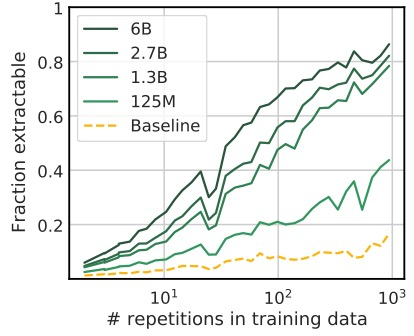 1
0.8
0.6
0.4
0.2
Fraction extractable
6B
2.7B
1.3B
125M
Baseline
10¹
10²
10³
# repetitions in training data